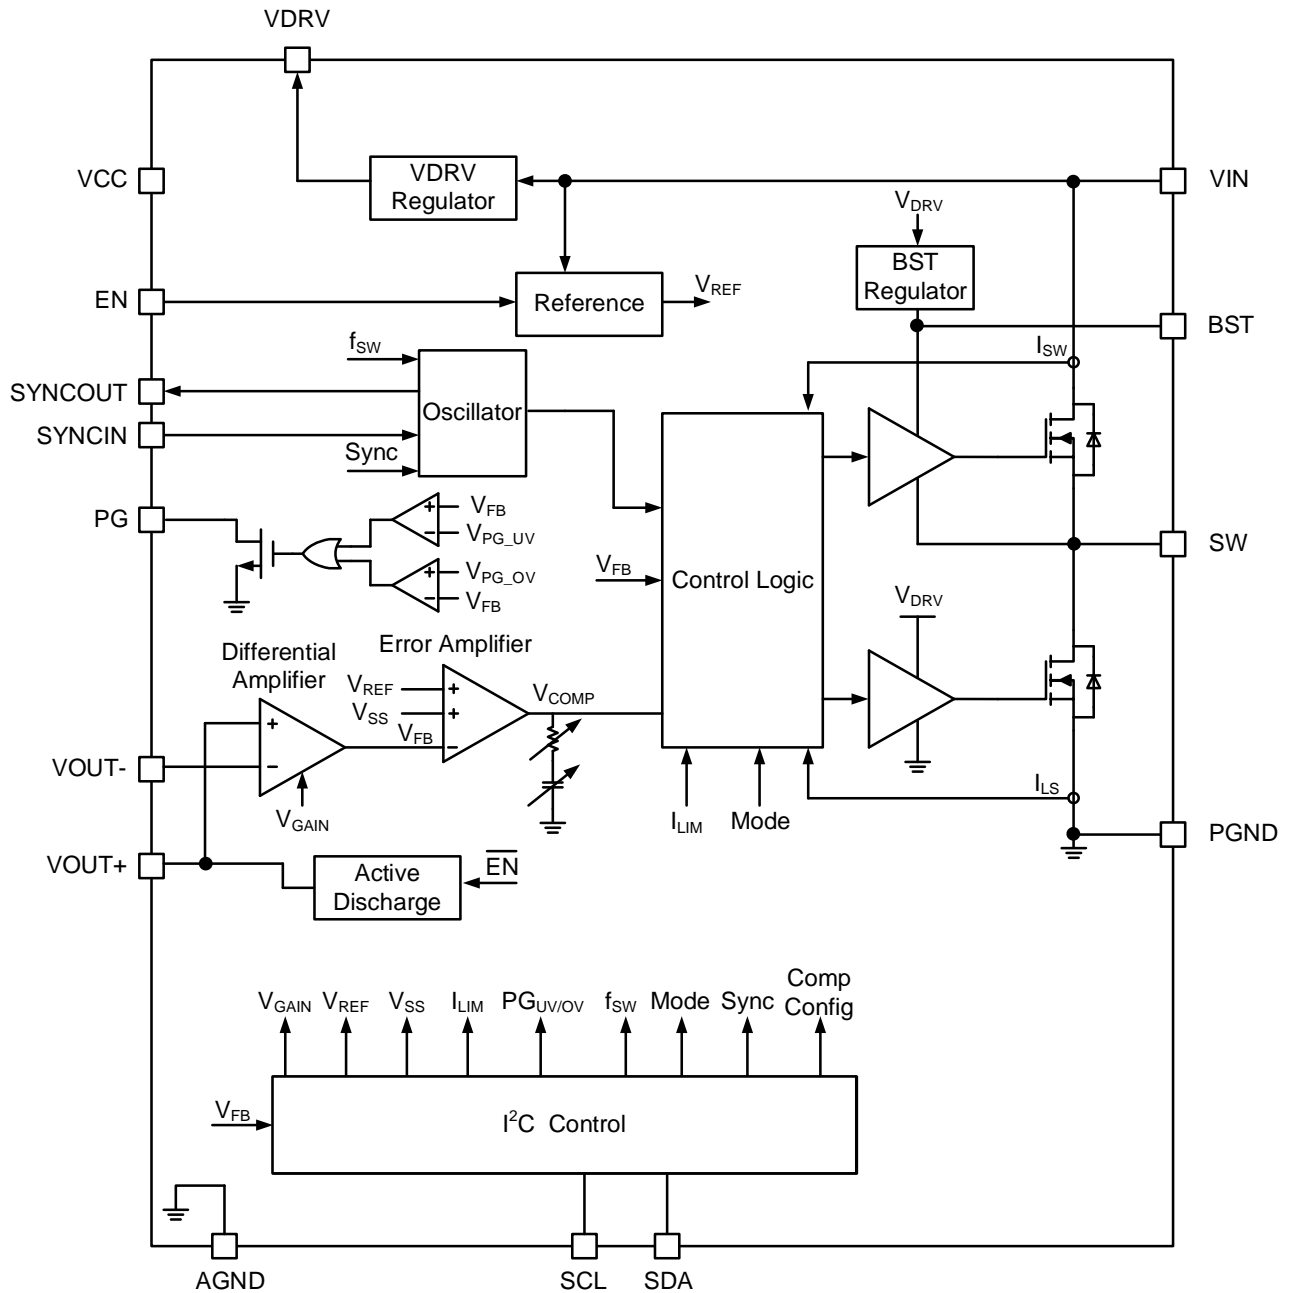 VDRV
VCC
VDRV
Regulator
VIN
VDRV
BST
Regulator
EN
Reference
VREF
BST
fSW
ISW
SYNCOUT
Oscillator
SYNCIN
Sync
PG
+
VFB
-
VPG_UV
+
VPG_OV
-
VFB
VFB
Control Logic
SW
VDRV
Error Amplifier
Differential
Amplifier
VREF
+
VSS
+
VFB
-
VCOMP
+
-
VOUT-
VGAIN
ILIM
Mode
ILS
PGND
VOUT+
Active
Discharge
EN
VGAIN
VREF
VSS
ILIM
PGUV/OV
fSW
Mode
Sync
Comp
Config
VFB
I²C Control
AGND
SCL
SDA